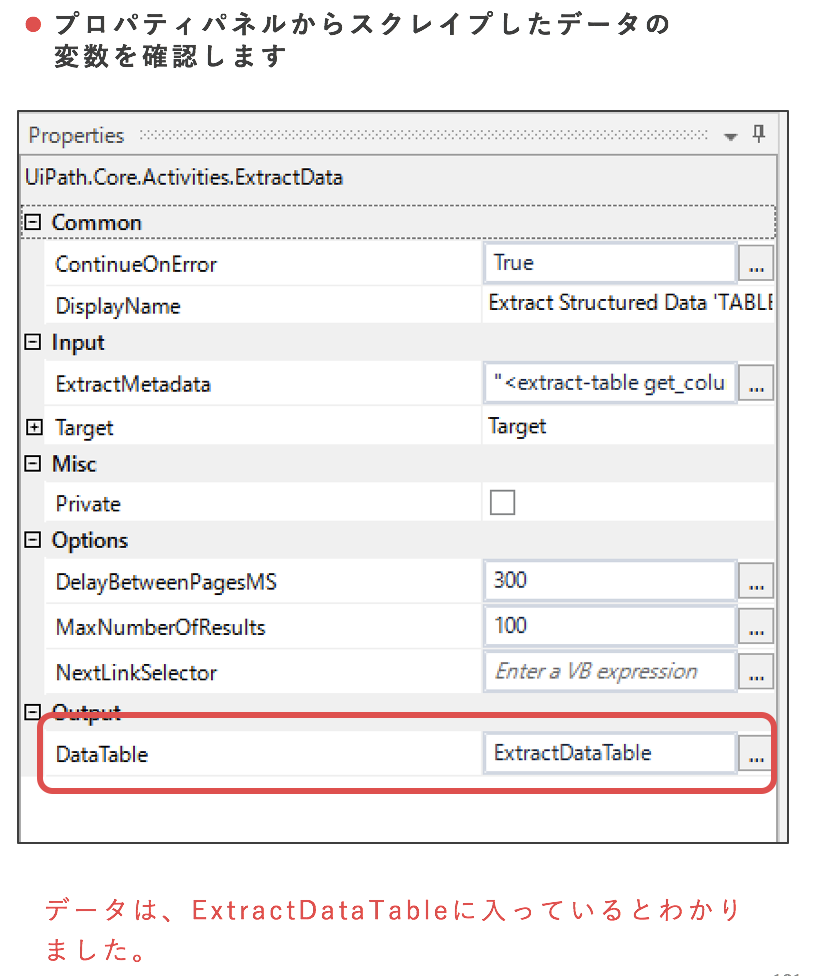 プロパティパネルからスクレイプしたデータの
変数を確認します
Properties
UiPath.Core.Activities.ExtractData
Common
ContinueOnError True ...
DisplayName Extract Structured Data 'TABLE
Input
ExtractMetadata "<extract-table get_colu ...
Target Target
Misc
Private
Options
DelayBetweenPagesMS 300 ...
MaxNumberOfResults 100 ...
NextLinkSelector Enter a VB expression ...
Output
DataTable ExtractDataTable ...
データは、ExtractDataTableに入っているとわかり
ました。